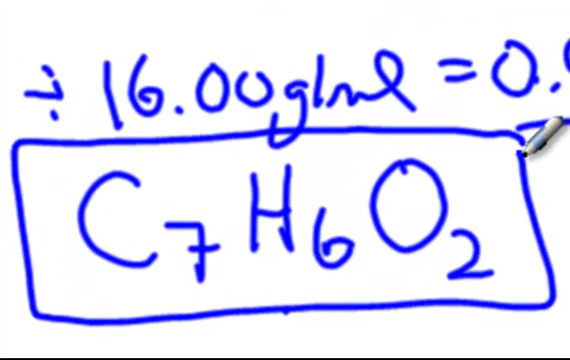 ÷ 16.00g/mol = 0.
C₇H₆O₂